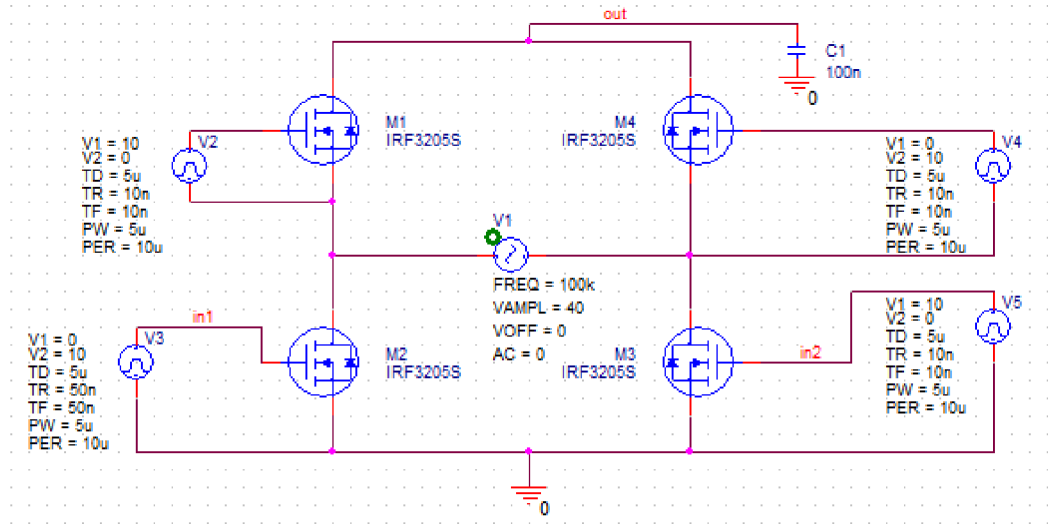 out
C1
100n
0
M1
IRF3205S
M4
IRF3205S
V2
V1 = 10
V2 = 0
TD = 5u
TR = 10n
TF = 10n
PW = 5u
PER = 10u
V4
V1 = 0
V2 = 10
TD = 5u
TR = 10n
TF = 10n
PW = 5u
PER = 10u
V1
FREQ = 100k
VAMPL = 40
VOFF = 0
AC = 0
in1
V3
V1 = 0
V2 = 10
TD = 5u
TR = 50n
TF = 50n
PW = 5u
PER = 10u
M2
IRF3205S
M3
IRF3205S
in2
V5
V1 = 10
V2 = 0
TD = 5u
TR = 10n
TF = 10n
PW = 5u
PER = 10u
0